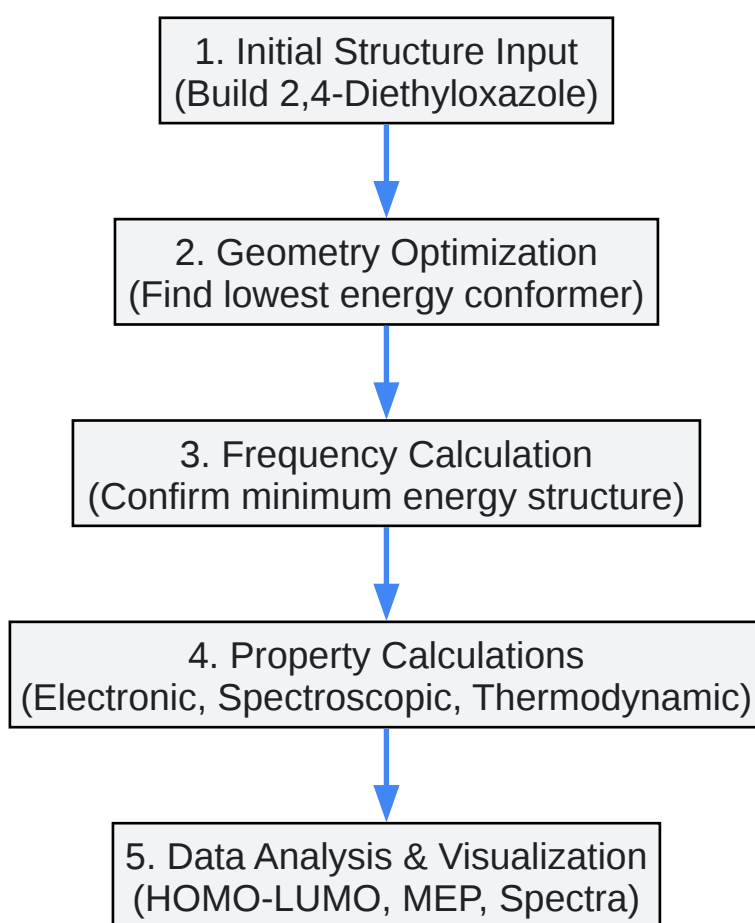 1. Initial Structure Input
(Build 2,4-Diethyloxazole)
2. Geometry Optimization
(Find lowest energy conformer)
3. Frequency Calculation
(Confirm minimum energy structure)
4. Property Calculations
(Electronic, Spectroscopic, Thermodynamic)
5. Data Analysis & Visualization
(HOMO-LUMO, MEP, Spectra)